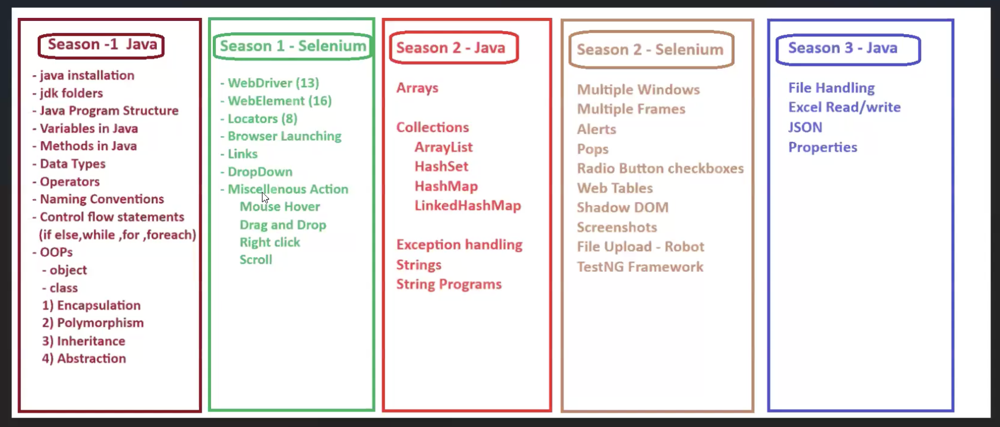 Season -1  Java
- java installation
- jdk folders
- Java Program Structure
- Variables in Java
- Methods in Java
- Data Types
- Operators
- Naming Conventions
- Control flow statements
(if else,while ,for ,foreach)
- OOPs
- object
- class
1) Encapsulation
2) Polymorphism
3) Inheritance
4) Abstraction
Season 1 - Selenium
- WebDriver (13)
- WebElement (16)
- Locators (8)
- Browser Launching
- Links
- DropDown
- Miscellenous Action
Mouse Hover
Drag and Drop
Right click
Scroll
Season 2 - Java
Arrays
Collections
ArrayList
HashSet
HashMap
LinkedHashMap
Exception handling
Strings
String Programs
Season 2 - Selenium
Multiple Windows
Multiple Frames
Alerts
Pops
Radio Button checkboxes
Web Tables
Shadow DOM
Screenshots
File Upload - Robot
TestNG Framework
Season 3 - Java
File Handling
Excel Read/write
JSON
Properties